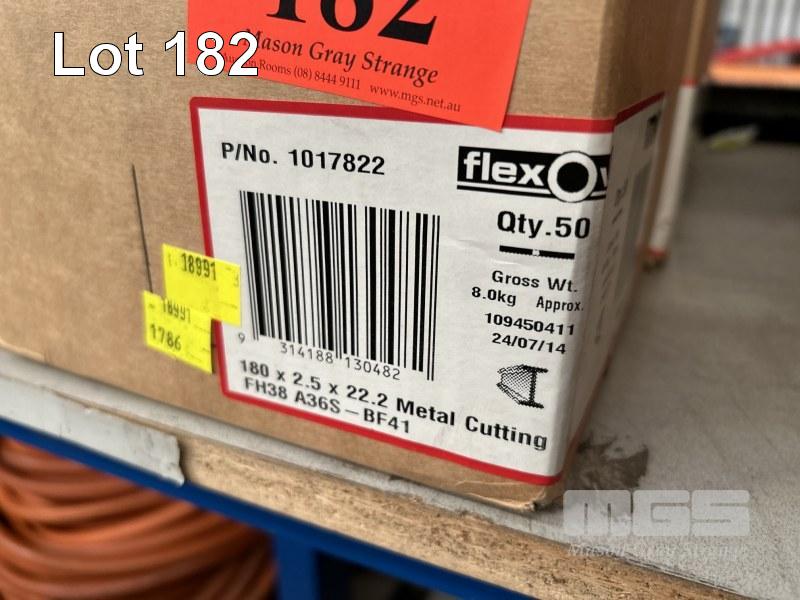 Lot 182
182
Mason Gray Strange
Rooms (08) 8444 9111 www.mgs.net.au
P/No. 1017822
flexOv
Qty.50
Gross Wt.
8.0kg Approx.
109450411
24/07/14
9 314188 130482
180 x 2.5 x 22.2 Metal Cutting
FH38 A36S-BF41
18991
18991
1786
MGS
Mason Gray Strange